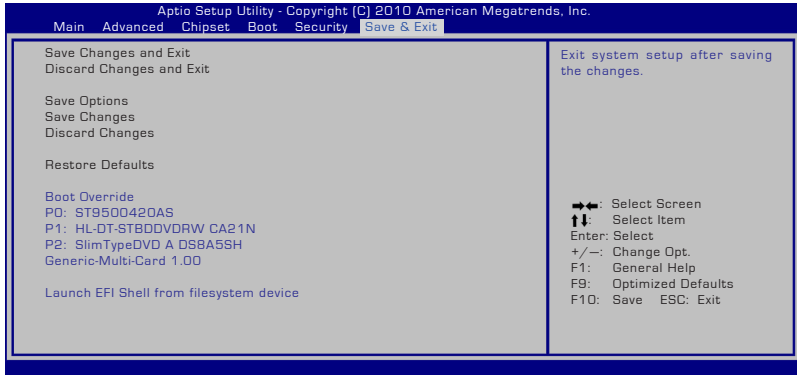 Aptio Setup Utility - Copyright (C) 2010 American Megatrends, Inc.
Main Advanced Chipset Boot Security Save & Exit
Save Changes and Exit
Discard Changes and Exit
Save Options
Save Changes
Discard Changes
Restore Defaults
Boot Override
P0: ST9500420AS
P1: HL-DT-STBDDVDRW CA21N
P2: SlimTypeDVD A DS8A5SH
Generic-Multi-Card 1.00
Launch EFI Shell from filesystem device
Exit system setup after saving
the changes.
→←: Select Screen
↑↓: Select Item
Enter: Select
+/—: Change Opt.
F1: General Help
F9: Optimized Defaults
F10: Save ESC: Exit